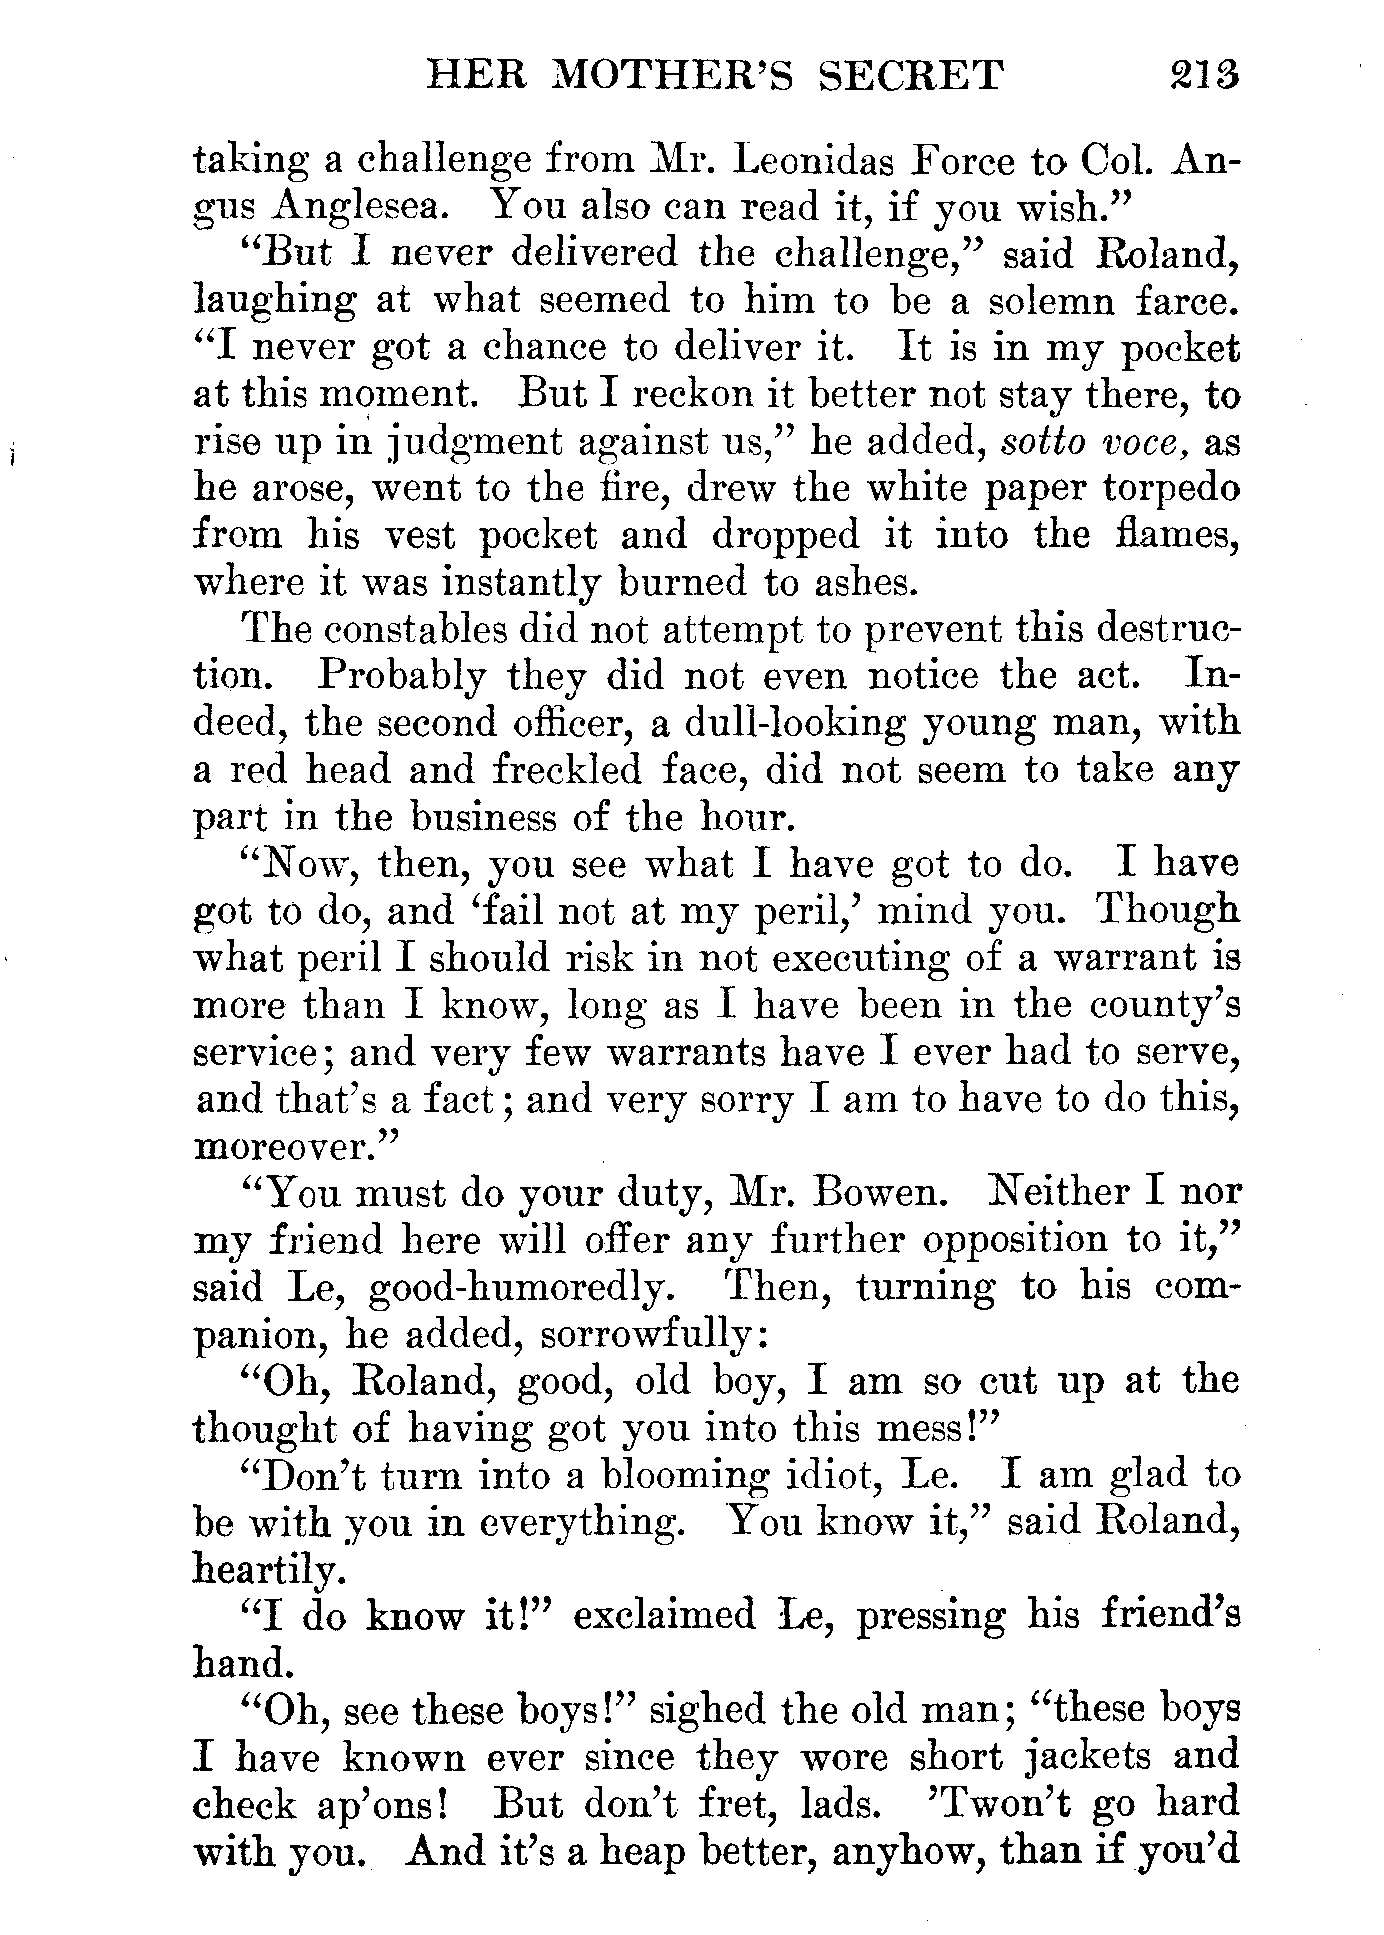 HER MOTHER'S SECRET 213
taking a challenge from Mr. Leonidas Force to Col. An-
gus Anglesea. You also can read it, if you wish."
"But I never delivered the challenge," said Roland,
laughing at what seemed to him to be a solemn farce.
"I never got a chance to deliver it. It is in my pocket
at this moment. But I reckon it better not stay there, to
rise up in judgment against us," he added, sotto voce, as
he arose, went to the fire, drew the white paper torpedo
from his vest pocket and dropped it into the flames,
where it was instantly burned to ashes.
The constables did not attempt to prevent this destruc-
tion. Probably they did not even notice the act. In-
deed, the second officer, a dull-looking young man, with
a red head and freckled face, did not seem to take any
part in the business of the hour.
"Now, then, you see what I have got to do. I have
got to do, and 'fail not at my peril,' mind you. Though
what peril I should risk in not executing of a warrant is
more than I know, long as I have been in the county's
service; and very few warrants have I ever had to serve,
and that's a fact; and very sorry I am to have to do this,
moreover."
"You must do your duty, Mr. Bowen. Neither I nor
my friend here will offer any further opposition to it,"
said Le, good-humoredly. Then, turning to his com-
panion, he added, sorrowfully:
"Oh, Roland, good, old boy, I am so cut up at the
thought of having got you into this mess!"
"Don't turn into a blooming idiot, Le. I am glad to
be with you in everything. You know it," said Roland,
heartily.
"I do know it!" exclaimed Le, pressing his friend's
hand.
"Oh, see these boys!" sighed the old man; "these boys
I have known ever since they wore short jackets and
check ap'ons! But don't fret, lads. 'Twon't go hard
with you. And it's a heap better, anyhow, than if you'd